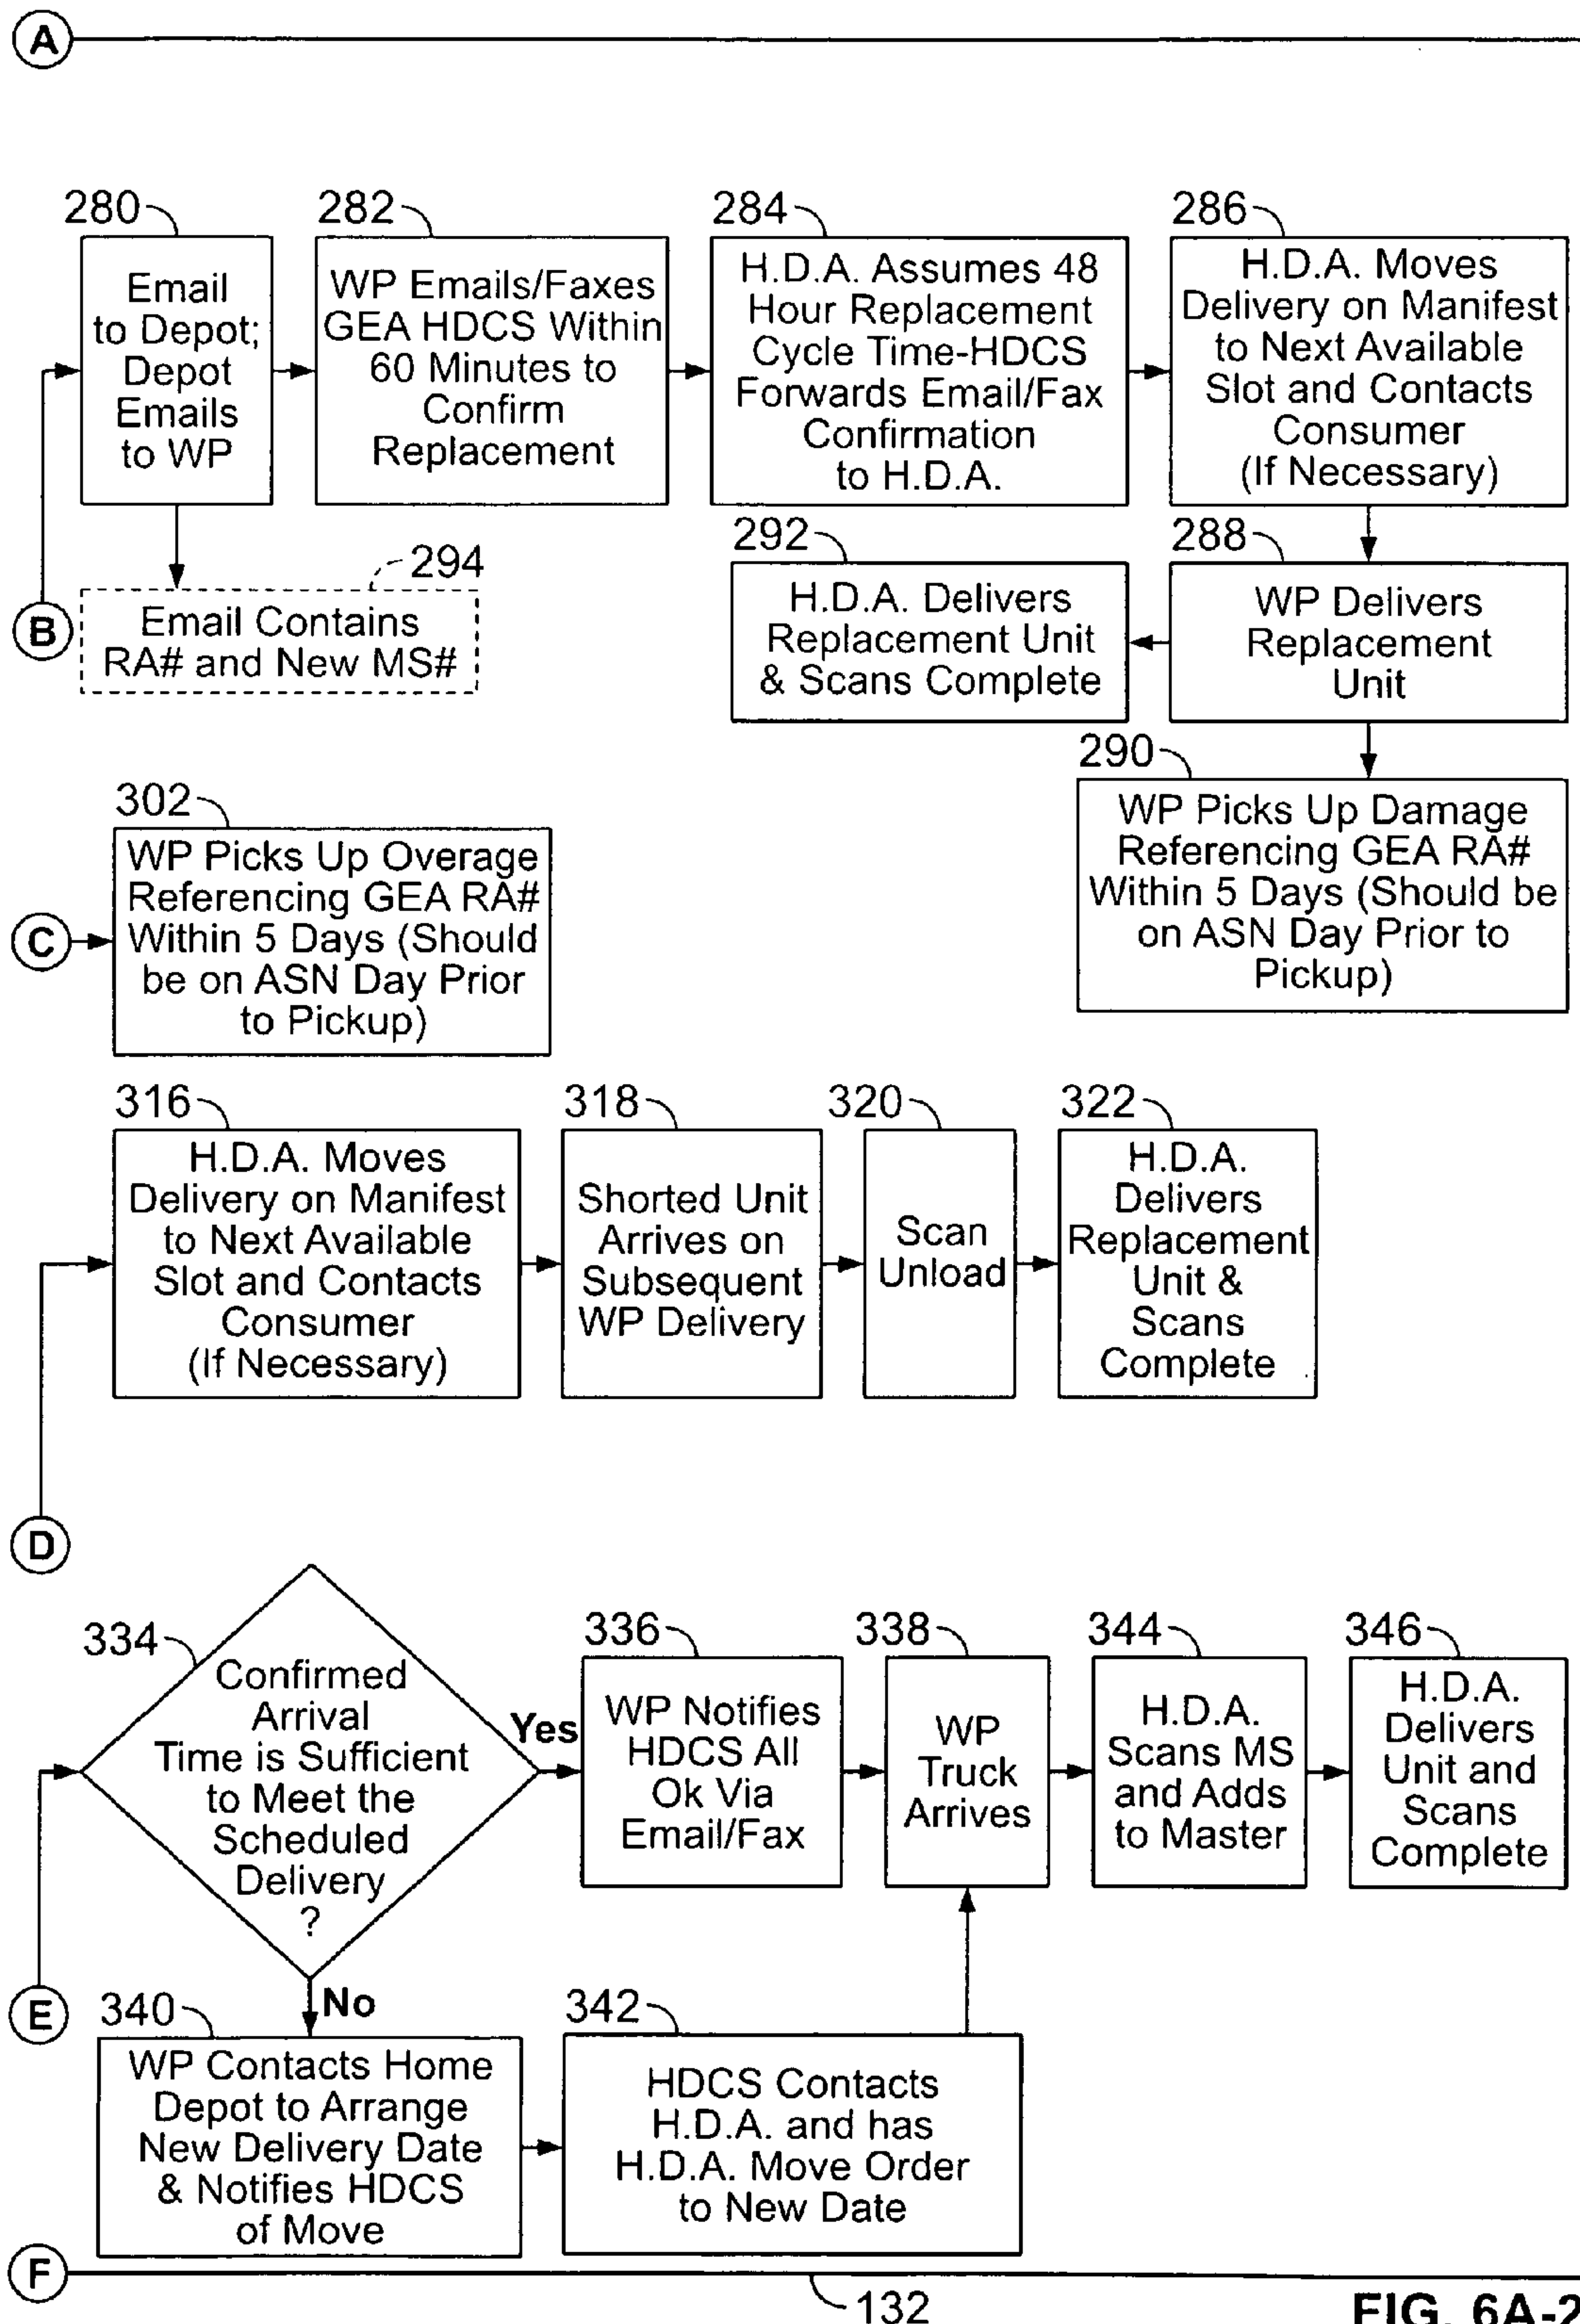 A
280
Email
to Depot;
Depot
Emails
to WP
282
WP Emails/Faxes
GEA HDCS Within
60 Minutes to
Confirm
Replacement
284
H.D.A. Assumes 48
Hour Replacement
Cycle Time-HDCS
Forwards Email/Fax
Confirmation
to H.D.A.
286
H.D.A. Moves
Delivery on Manifest
to Next Available
Slot and Contacts
Consumer
(If Necessary)
B
294
Email Contains
RA# and New MS#
292
H.D.A. Delivers
Replacement Unit
& Scans Complete
288
WP Delivers
Replacement
Unit
290
WP Picks Up Damage
Referencing GEA RA#
Within 5 Days (Should be
on ASN Day Prior to
Pickup)
C
302
WP Picks Up Overage
Referencing GEA RA#
Within 5 Days (Should
be on ASN Day Prior
to Pickup)
316
H.D.A. Moves
Delivery on Manifest
to Next Available
Slot and Contacts
Consumer
(If Necessary)
318
Shorted Unit
Arrives on
Subsequent
WP Delivery
320
Scan
Unload
322
H.D.A.
Delivers
Replacement
Unit &
Scans
Complete
D
334
Confirmed
Arrival
Time is Sufficient
to Meet the
Scheduled
Delivery
?
Yes
336
WP Notifies
HDCS All
Ok Via
Email/Fax
338
WP
Truck
Arrives
344
H.D.A.
Scans MS
and Adds
to Master
346
H.D.A.
Delivers
Unit and
Scans
Complete
E
No
340
WP Contacts Home
Depot to Arrange
New Delivery Date
& Notifies HDCS
of Move
342
HDCS Contacts
H.D.A. and has
H.D.A. Move Order
to New Date
F
132
FIG. 6A-2